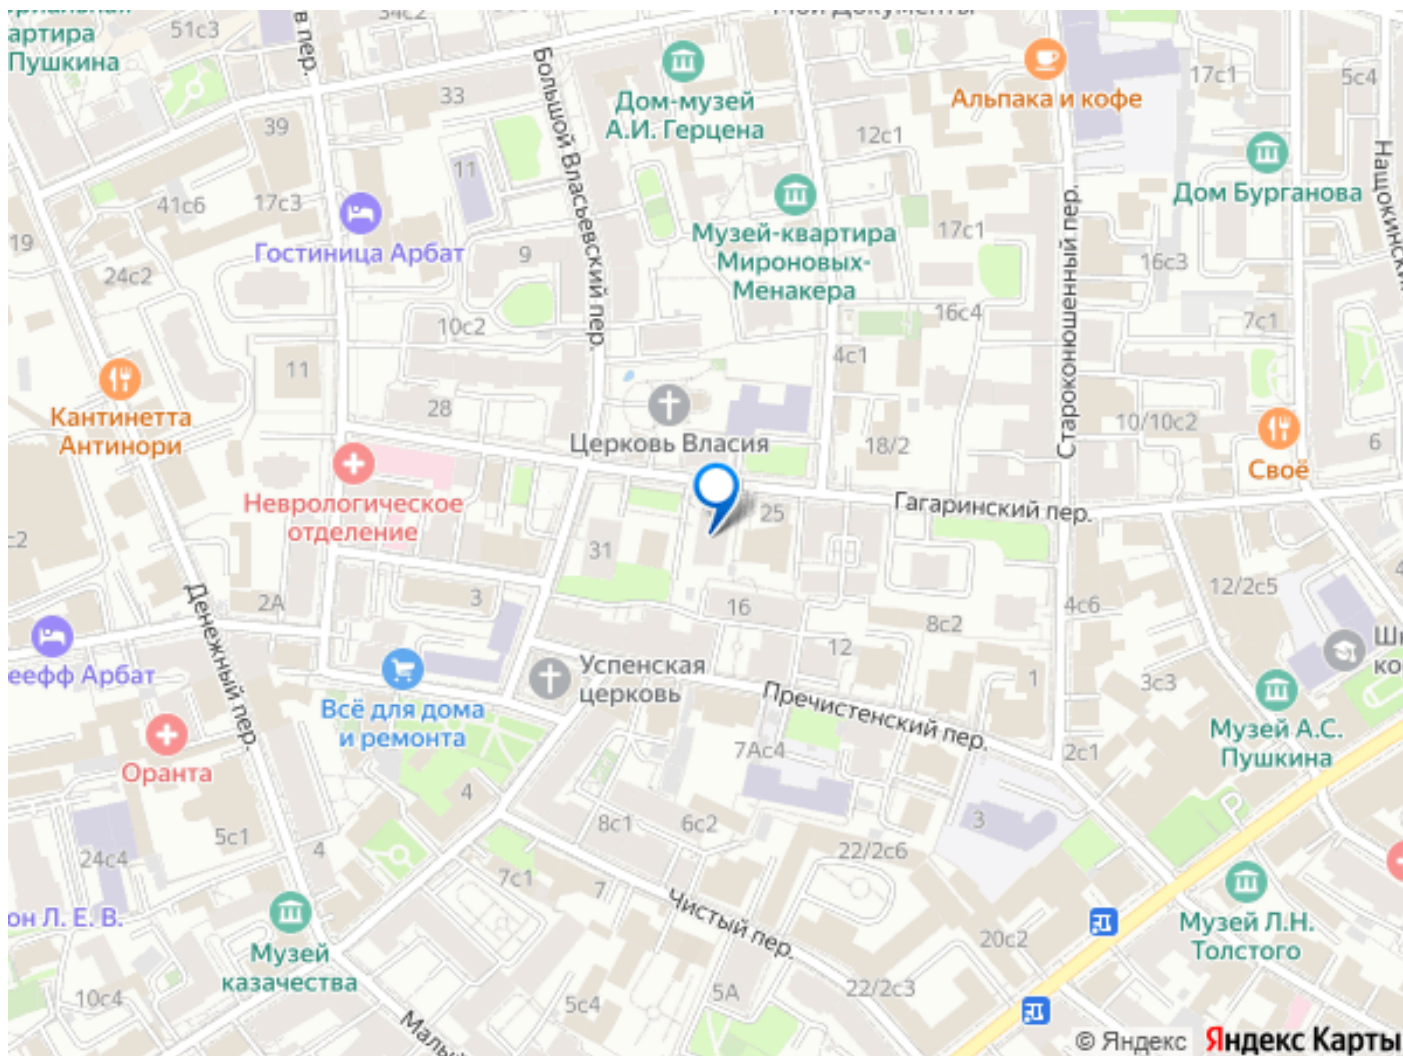 артира
Пушкина
51с3
34с2
в пер.
Мои Документы
33
39
Большой Власьевский пер.
Дом-музей
А.И. Герцена
12с1
Альпака и кофе
17с1
5с4
Нащокинский
Дом Бурганова
11
41с6
17с3
Гостиница Арбат
9
Музей-квартира
Мироновых-
Менакера
17с1
Староконюшенный пер.
16с3
19
24с2
10с2
16с4
7с1
4с1
11
Кантинетта
Антинори
28
Церковь Власия
18/2
10/10с2
Своё
6
Неврологическое
отделение
25
Гагаринский пер.
31
2А
3
16
12
8с2
4с6
12/2с5
Денежный пер.
Арбат
Всё для дома
и ремонта
Успенская
церковь
Пречистенский пер.
1
3с3
Музей А.С.
Пушкина
Оранта
7Ас4
2с1
4
5с1
4
24с4
8с1
6с2
3
22/2с6
7с1
7
Чистый пер.
он Л. Е. В.
Музей
казачества
20с2
Музей Л.Н.
Толстого
10с4
5с4
5А
22/2с3
© Яндекс Яндекс Карты